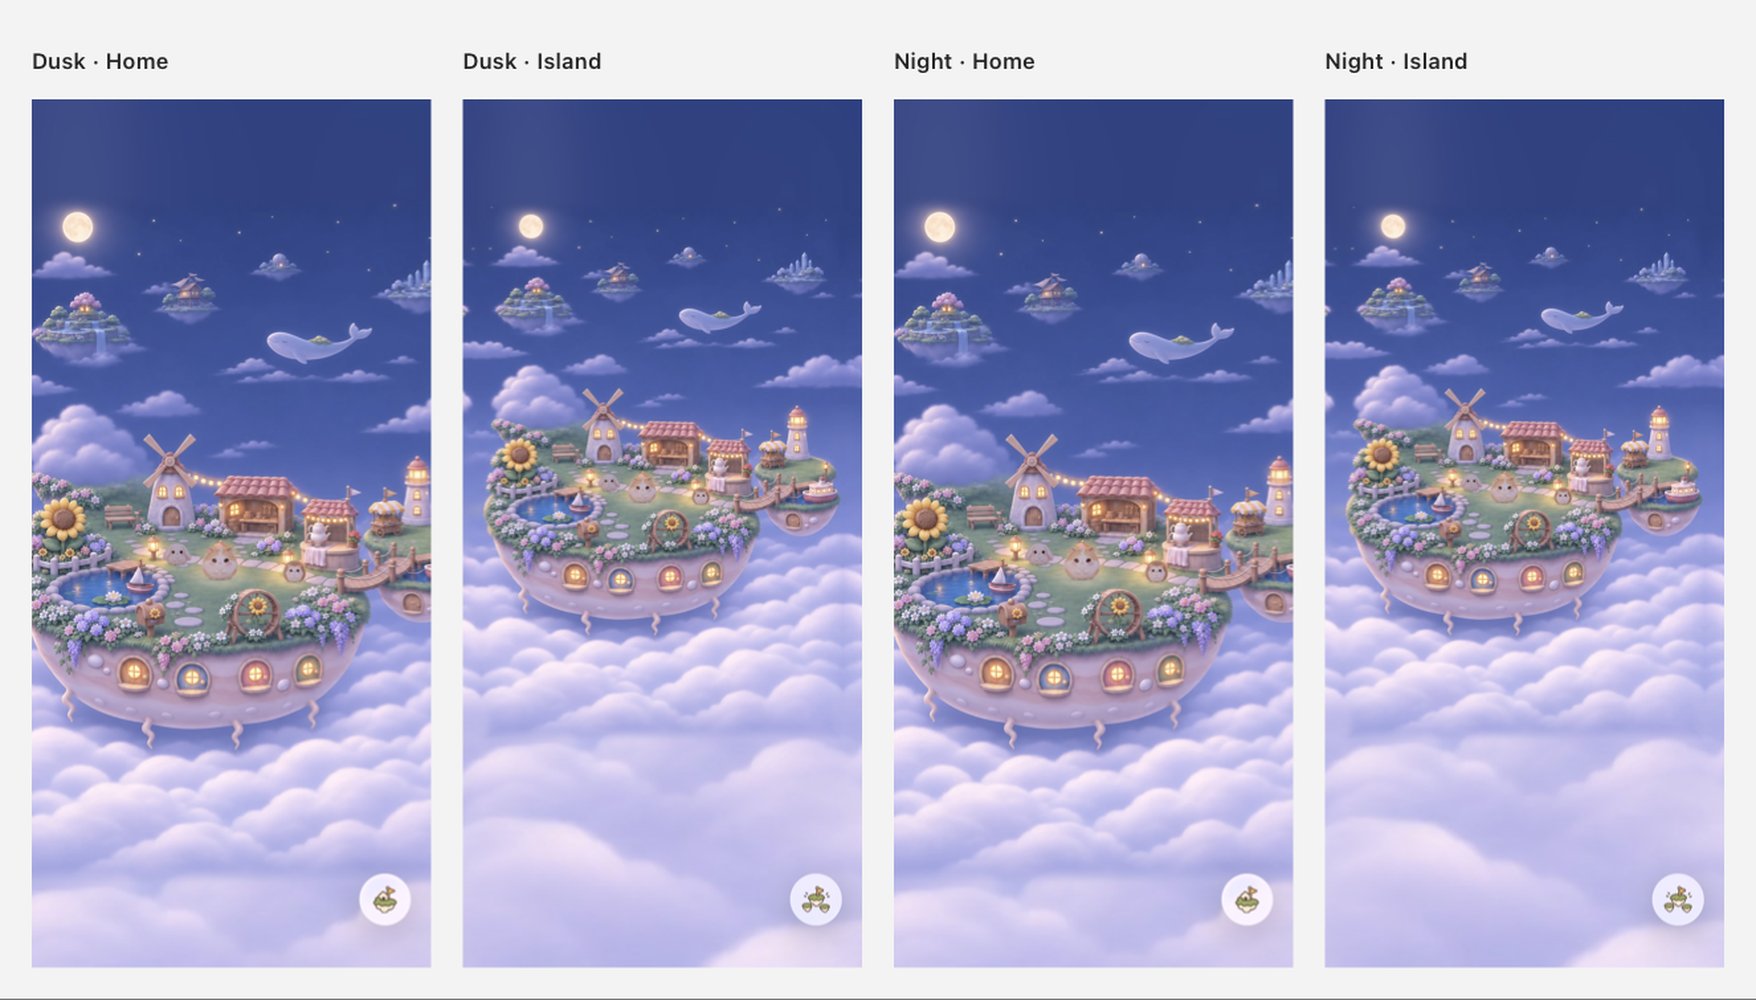 Dusk · Home
Dusk · Island
Night · Home
Night · Island